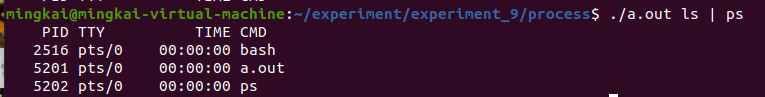 mingkai@mingkai-virtual-machine:~/experiment/experiment_9/process$ ./a.out ls | ps
PID TTY          TIME CMD
2516 pts/0    00:00:00 bash
5201 pts/0    00:00:00 a.out
5202 pts/0    00:00:00 ps